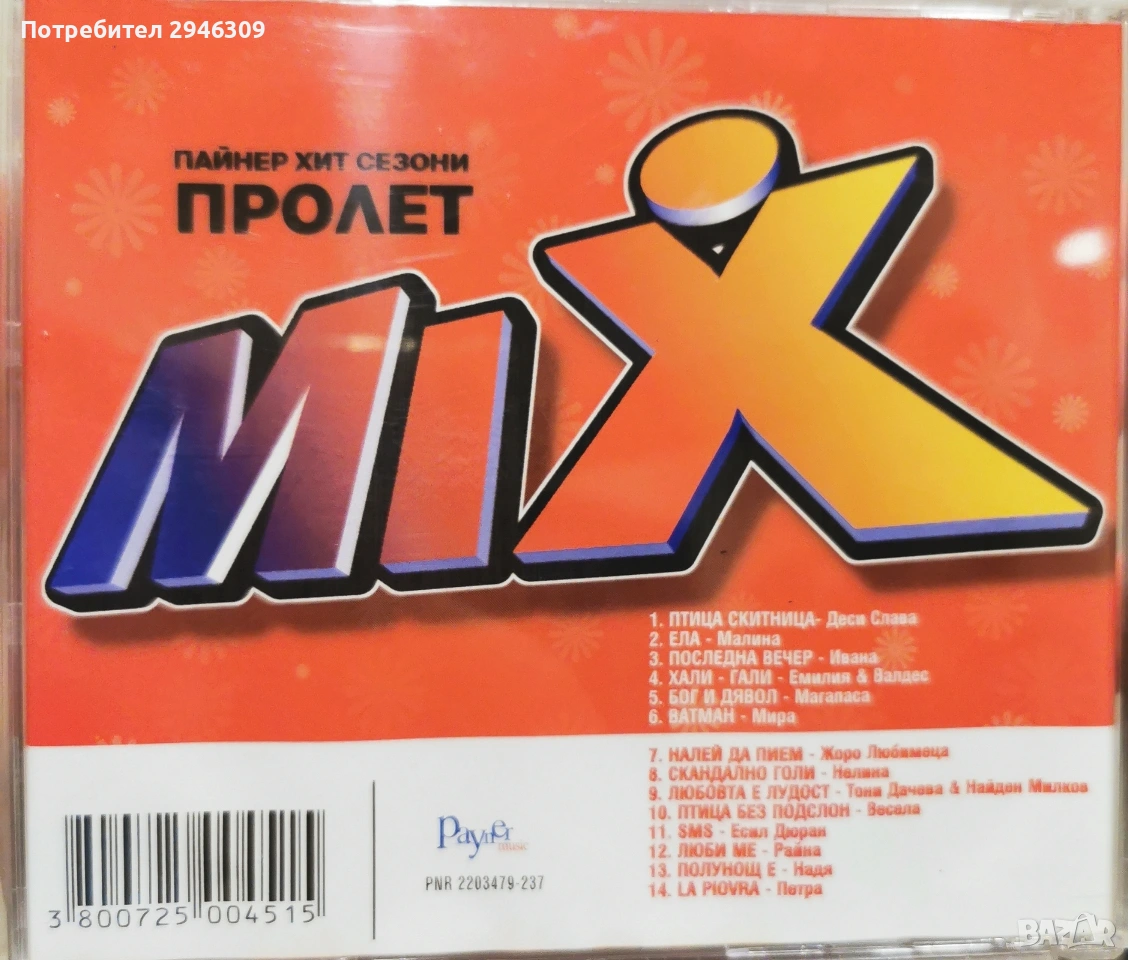 Потребител 2946309
ПАЙНЕР ХИТ СЕЗОНИ
ПРОЛЕТ
MIX
1. ПТИЦА СКИТНИЦА- Деси Слава
2. ЕЛА - Малина
3. ПОСЛЕДНА ВЕЧЕР - Ивана
4. ХАЛИ - ГАЛИ - Емилия & Валдес
5. БОГ И ДЯВОЛ - Магапаса
6. ВАТМАН - Мира
7. НАЛЕЙ ДА ПИЕМ - Жоро Любимеца
8. СКАНДАЛНО ГОЛИ - Нелина
9. ЛЮБОВТА Е ЛУДОСТ - Тони Дачева & Найден Милков
10. ПТИЦА БЕЗ ПОДСЛОН - Весела
11. SMS - Есил Дюран
12. ЛЮБИ МЕ - Райна
13. ПОЛУНОЩ Е - Надя
14. LA PIOVRA - Петра
Payner
music
PNR 2203479-237
3 800725 004515
BAZAR